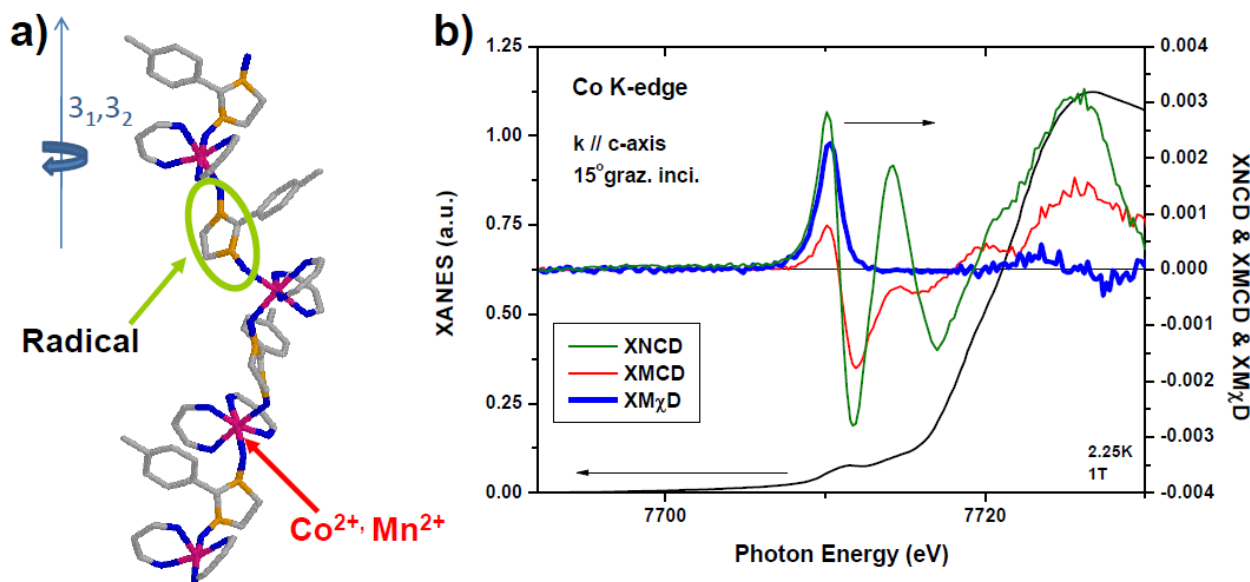 a)
3₁,3₂
Radical
Co²⁺, Mn²⁺
b)
1.25
1.00
0.75
0.50
0.25
0.00
XANES (a.u.)
Co K-edge
k // c-axis
15°graz. inci.
XNCD
XMCD
XMχD
2.25K
1T
7700
7720
Photon Energy (eV)
0.004
0.003
0.002
0.001
0.000
-0.001
-0.002
-0.003
-0.004
XNCD & XMCD & XMχD